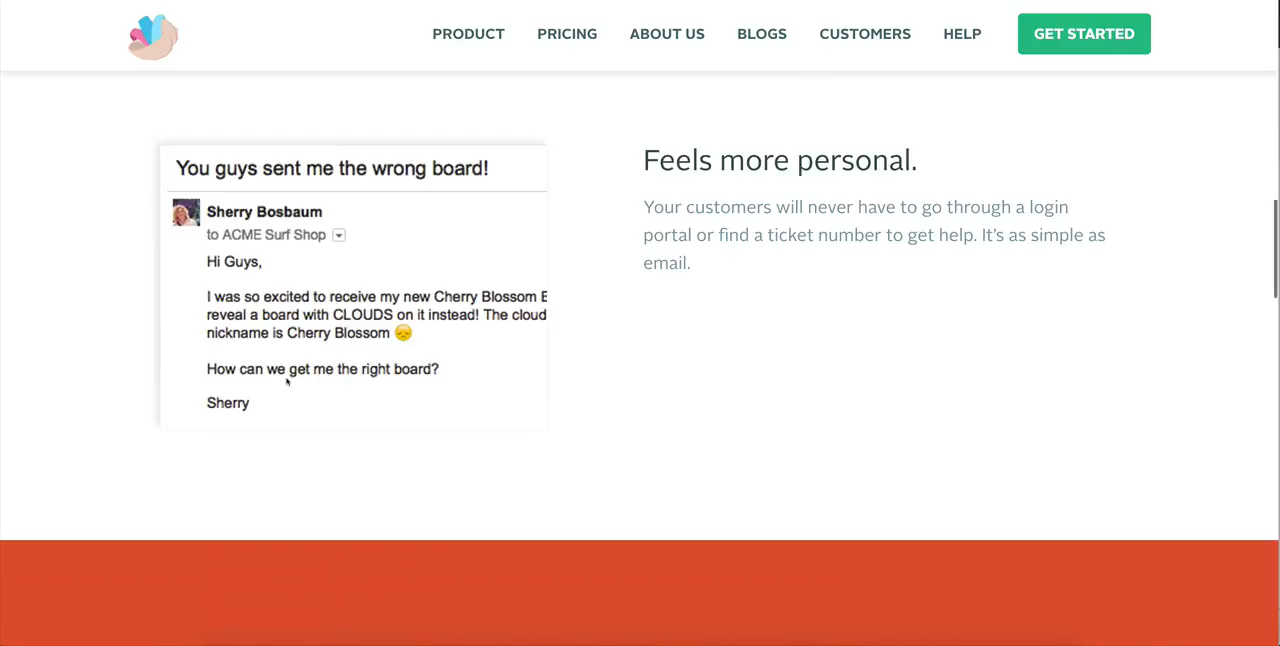 PRODUCT PRICING ABOUT US BLOGS CUSTOMERS HELP GET STARTED
You guys sent me the wrong board!
Sherry Bosbaum
to ACME Surf Shop
Hi Guys,
I was so excited to receive my new Cherry Blossom
reveal a board with CLOUDS on it instead! The cloud
nickname is Cherry Blossom 😞
How can we get me the right board?
Sherry
Feels more personal.
Your customers will never have to go through a login
portal or find a ticket number to get help. It’s as simple as
email.